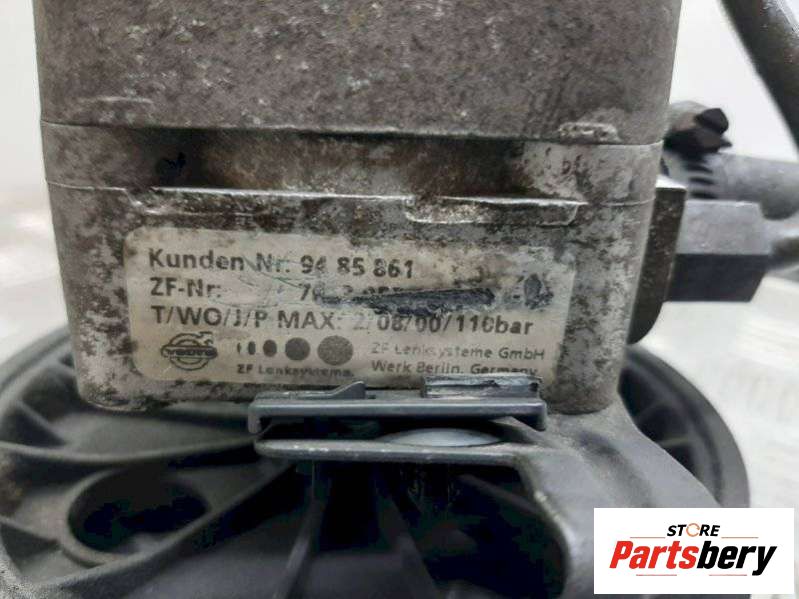 Kunden Nr. 94 85 861
ZF-Nr:
T/WO/J/P MAX: 2/08/00/110bar
VOLVO ZF Lenksysteme GmbH
ZF Lenksysteme Werk Berlin, Germany
STORE
Partsbery